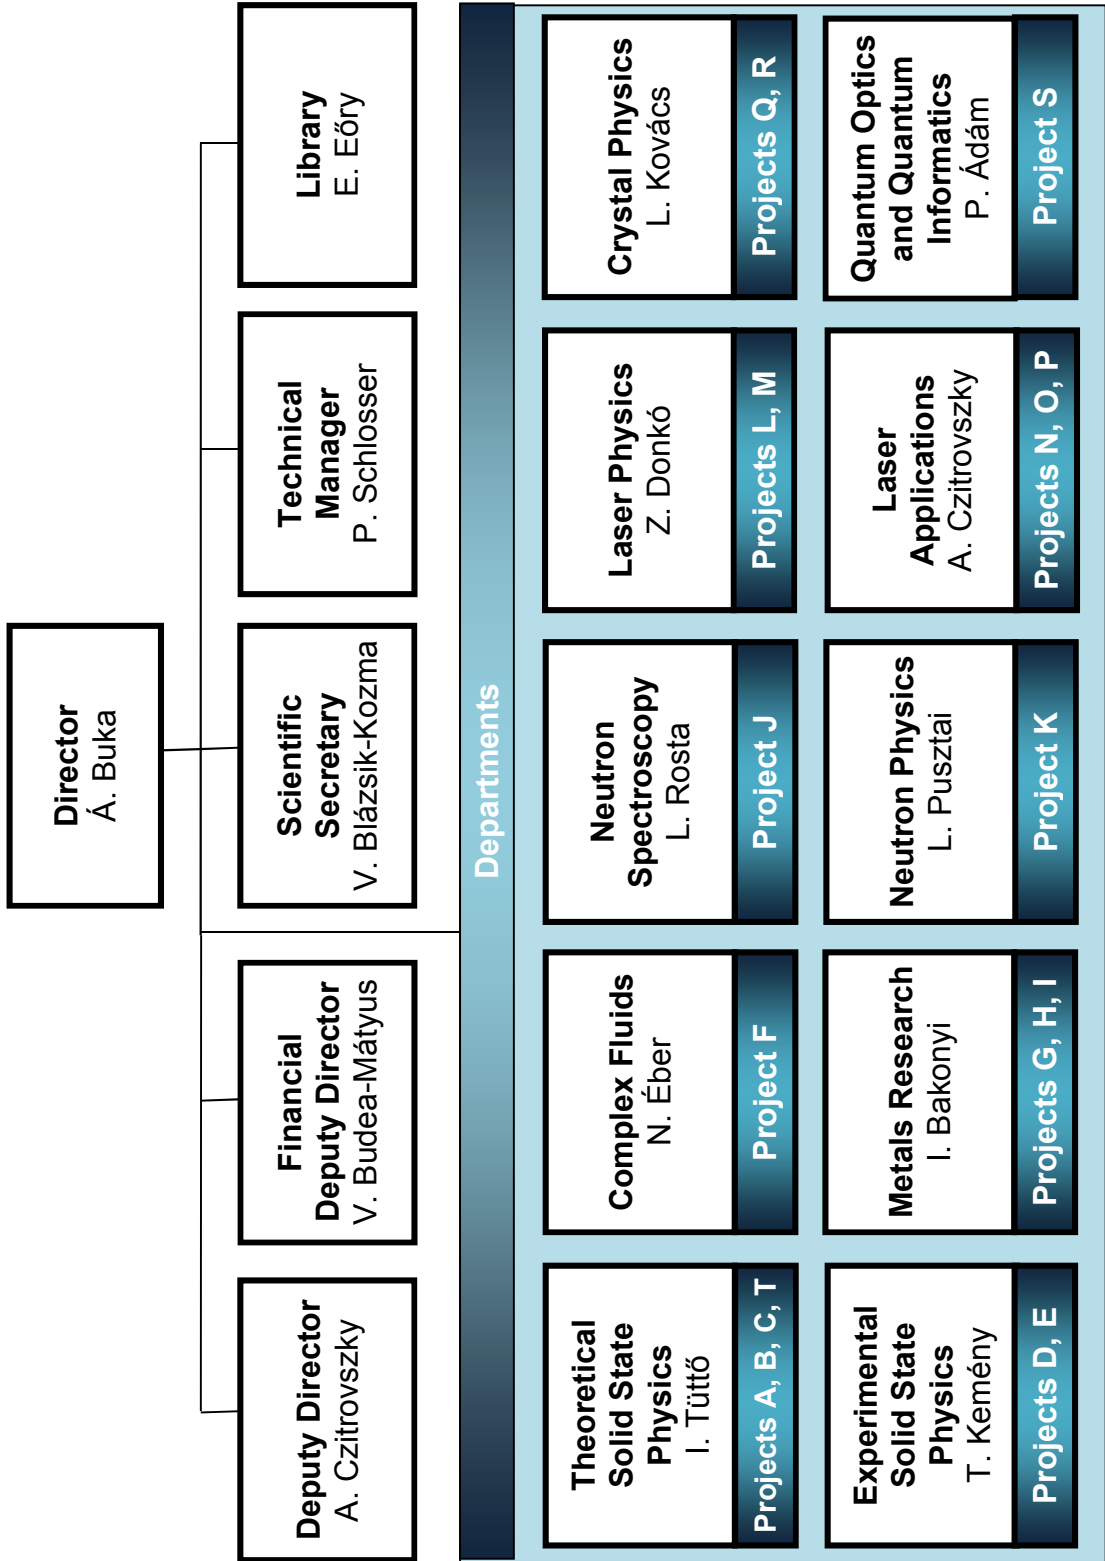 Director
Á. Buka
Deputy Director
A. Czitrovszky
Financial
Deputy Director
V. Budea-Mátyus
Scientific
Secretary
V. Blázsik-Kozma
Technical
Manager
P. Schlosser
Library
E. Eőry
Departments
Theoretical
Solid State
Physics
I. Tüttő
Projects A, B, C, T
Complex Fluids
N. Éber
Project F
Neutron
Spectroscopy
L. Rosta
Project J
Laser Physics
Z. Donkó
Projects L, M
Crystal Physics
L. Kovács
Projects Q, R
Experimental
Solid State
Physics
T. Kemény
Projects D, E
Metals Research
I. Bakonyi
Projects G, H, I
Neutron Physics
L. Pusztai
Project K
Laser
Applications
A. Czitrovszky
Projects N, O, P
Quantum Optics
and Quantum
Informatics
P. Ádám
Project S